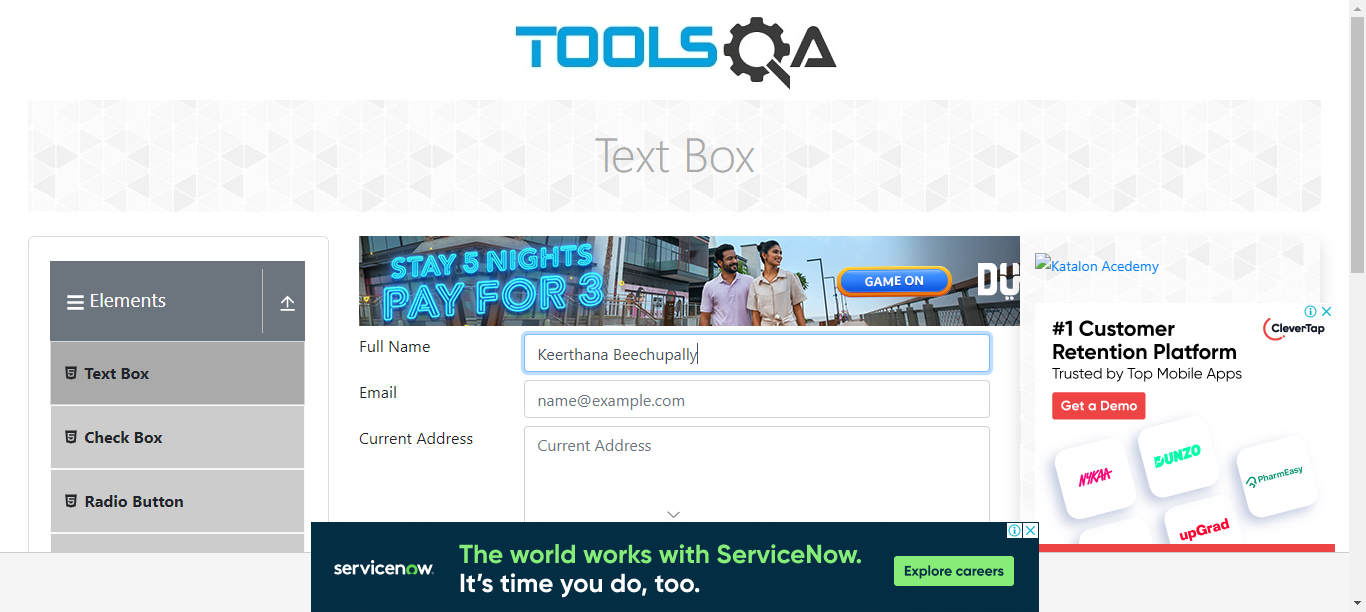 TOOLSQA
Text Box
Elements
Text Box
Check Box
Radio Button
STAY 5 NIGHTS
PAY FOR 3
GAME ON
DU
Full Name
Keerthana Beechupally
Email
name@example.com
Current Address
Current Address
Katalon Acedemy
#1 Customer
Retention Platform
Trusted by Top Mobile Apps
CleverTap
Get a Demo
NYKAA
DUNZO
PharmEasy
upGrad
servicenow.
The world works with ServiceNow.
It's time you do, too.
Explore careers